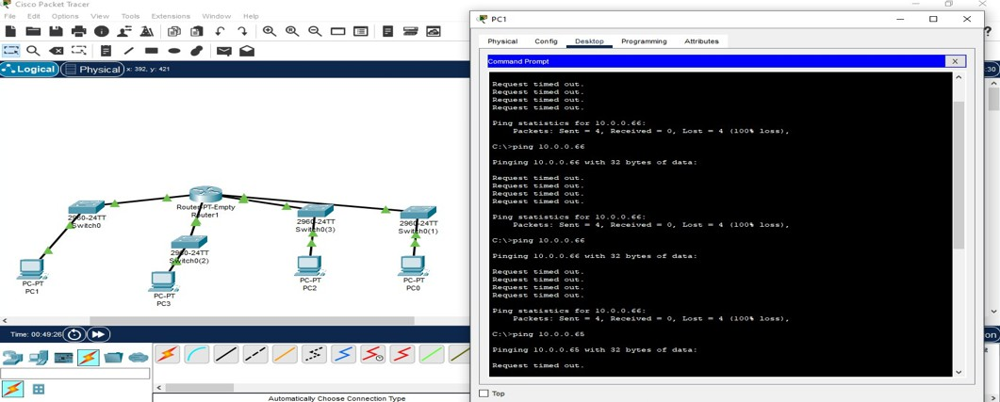 Cisco Packet Tracer
File Edit Options View Tools Extensions Window Help
Logical Physical x: 392, y: 421
:30
2960-24TT
Switch0
Router-PT-Empty
Router1
2960-24TT
Switch0(3)
2960-24TT
Switch0(1)
2960-24TT
Switch0(2)
PC-PT
PC1
PC-PT
PC3
PC-PT
PC2
PC-PT
PC0
Time: 00:49:26
on
Automatically Choose Connection Type
PC1
Physical Config Desktop Programming Attributes
Command Prompt
X
Request timed out.
Request timed out.
Request timed out.
Request timed out.
Ping statistics for 10.0.0.66:
Packets: Sent = 4, Received = 0, Lost = 4 (100% loss),
C:\>ping 10.0.0.66
Pinging 10.0.0.66 with 32 bytes of data:
Request timed out.
Request timed out.
Request timed out.
Request timed out.
Ping statistics for 10.0.0.66:
Packets: Sent = 4, Received = 0, Lost = 4 (100% loss),
C:\>ping 10.0.0.66
Pinging 10.0.0.66 with 32 bytes of data:
Request timed out.
Request timed out.
Request timed out.
Request timed out.
Ping statistics for 10.0.0.66:
Packets: Sent = 4, Received = 0, Lost = 4 (100% loss),
C:\>ping 10.0.0.65
Pinging 10.0.0.65 with 32 bytes of data:
Request timed out.
Top